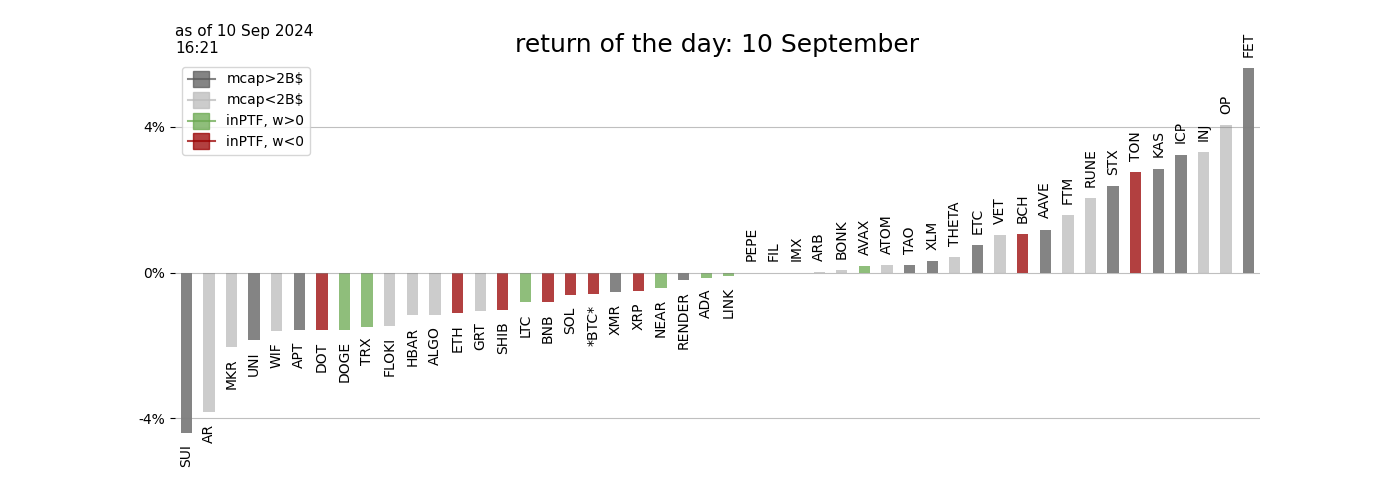 as of 10 Sep 2024
16:21
return of the day: 10 September
mcap>2B$
mcap<2B$
inPTF, w>0
inPTF, w<0
4%
0%
-4%
SUI
AR
MKR
UNI
WIF
APT
DOT
DOGE
TRX
FLOKI
HBAR
ALGO
ETH
GRT
SHIB
LTC
BNB
SOL
*BTC*
XMR
XRP
NEAR
RENDER
ADA
LINK
PEPE
FIL
IMX
ARB
BONK
AVAX
ATOM
TAO
XLM
THETA
ETC
VET
BCH
AAVE
FTM
RUNE
STX
TON
KAS
ICP
INJ
OP
FET